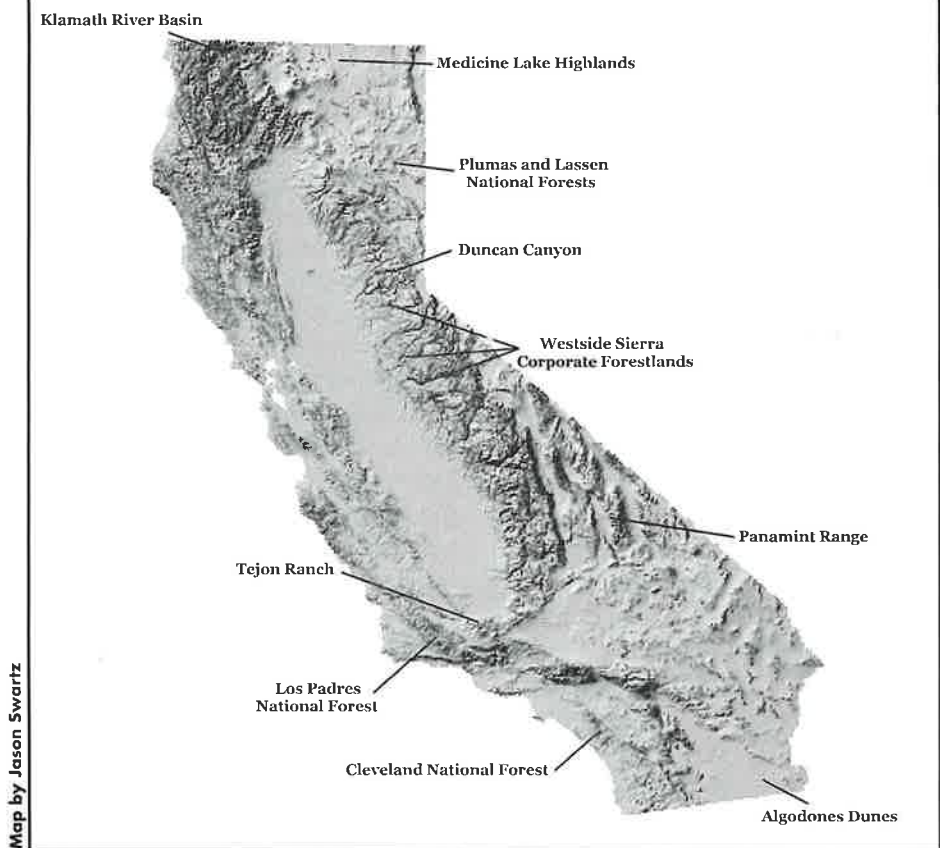 Klamath River Basin
Medicine Lake Highlands
Plumas and Lassen
National Forests
Duncan Canyon
Westside Sierra
Corporate Forestlands
Panamint Range
Tejon Ranch
Los Padres
National Forest
Cleveland National Forest
Algodones Dunes
Map by Jason Swartz